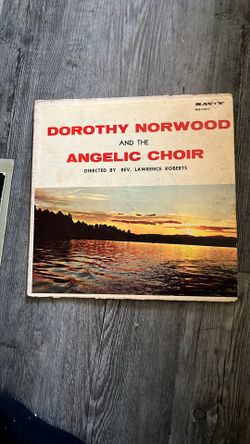 SAVOY
DOROTHY NORWOOD
AND THE
ANGELIC CHOIR
DIRECTED BY REV. LAWRENCE ROBERTS